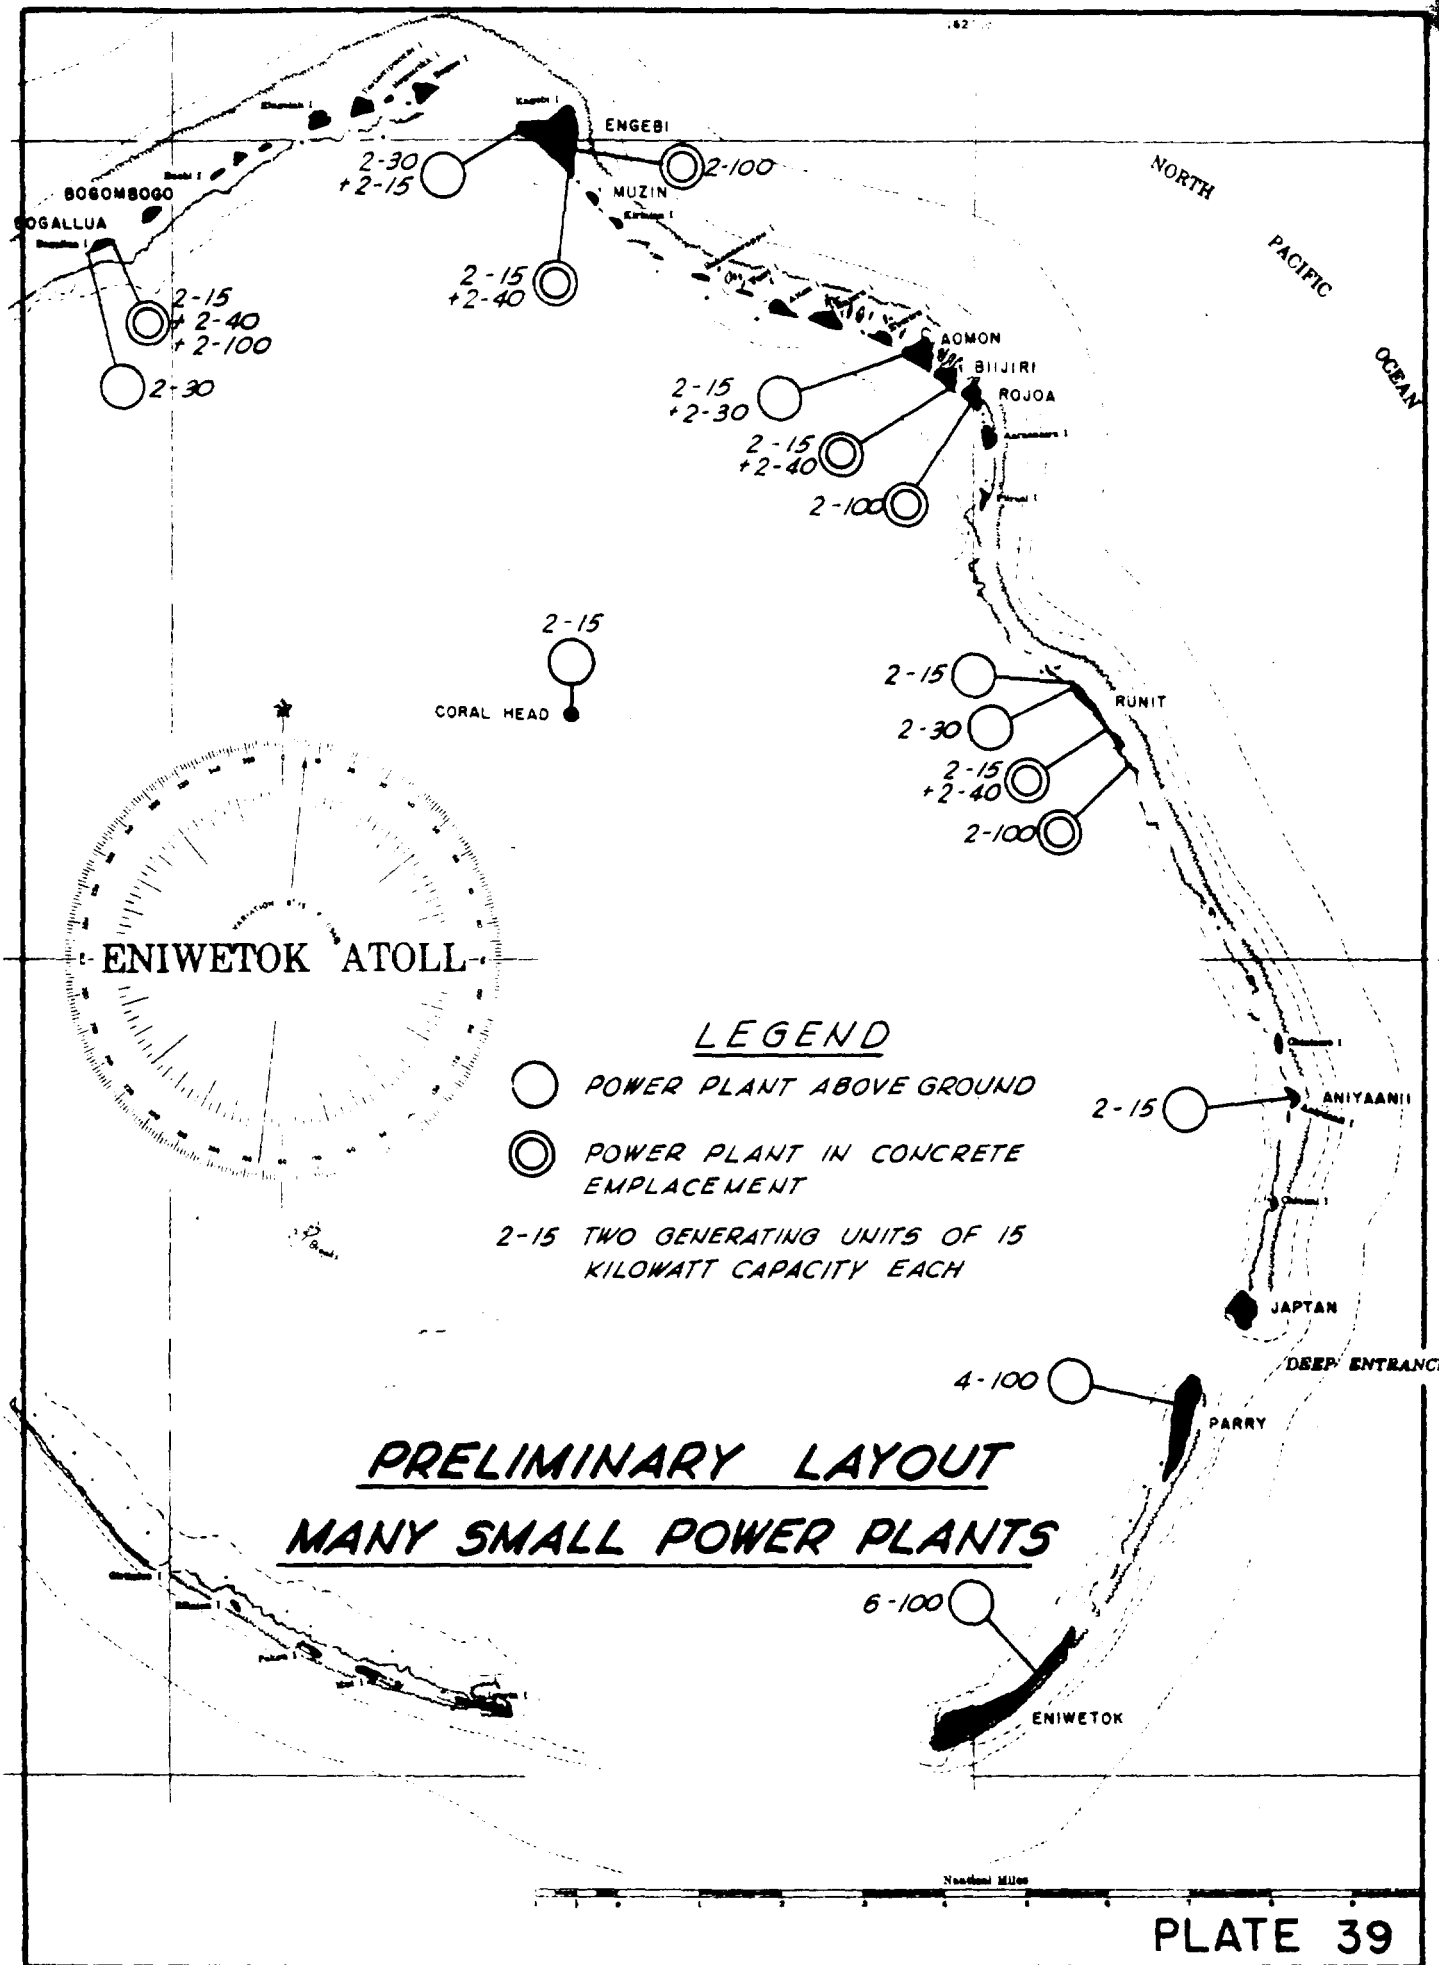 162
ENGEBI
2-30
+2-15
2-100
MUZIN
BOGOMBOGO
BOGALLUA
2-15
+2-40
2-15
+2-40
+2-100
2-30
NORTH
PACIFIC
OCEAN
AOMON
BIIJIRI
ROJOA
2-15
+2-30
2-15
+2-40
2-100
2-15
CORAL HEAD
2-15
2-30
2-15
+2-40
2-100
RUNIT
VARIATION
ENIWETOK ATOLL
LEGEND
POWER PLANT ABOVE GROUND
POWER PLANT IN CONCRETE
EMPLACEMENT
2-15 TWO GENERATING UNITS OF 15
KILOWATT CAPACITY EACH
2-15
ANIYAANII
JAPTAN
DEEP ENTRANCE
4-100
PARRY
PRELIMINARY LAYOUT
MANY SMALL POWER PLANTS
6-100
ENIWETOK
Nautical Miles
PLATE 39